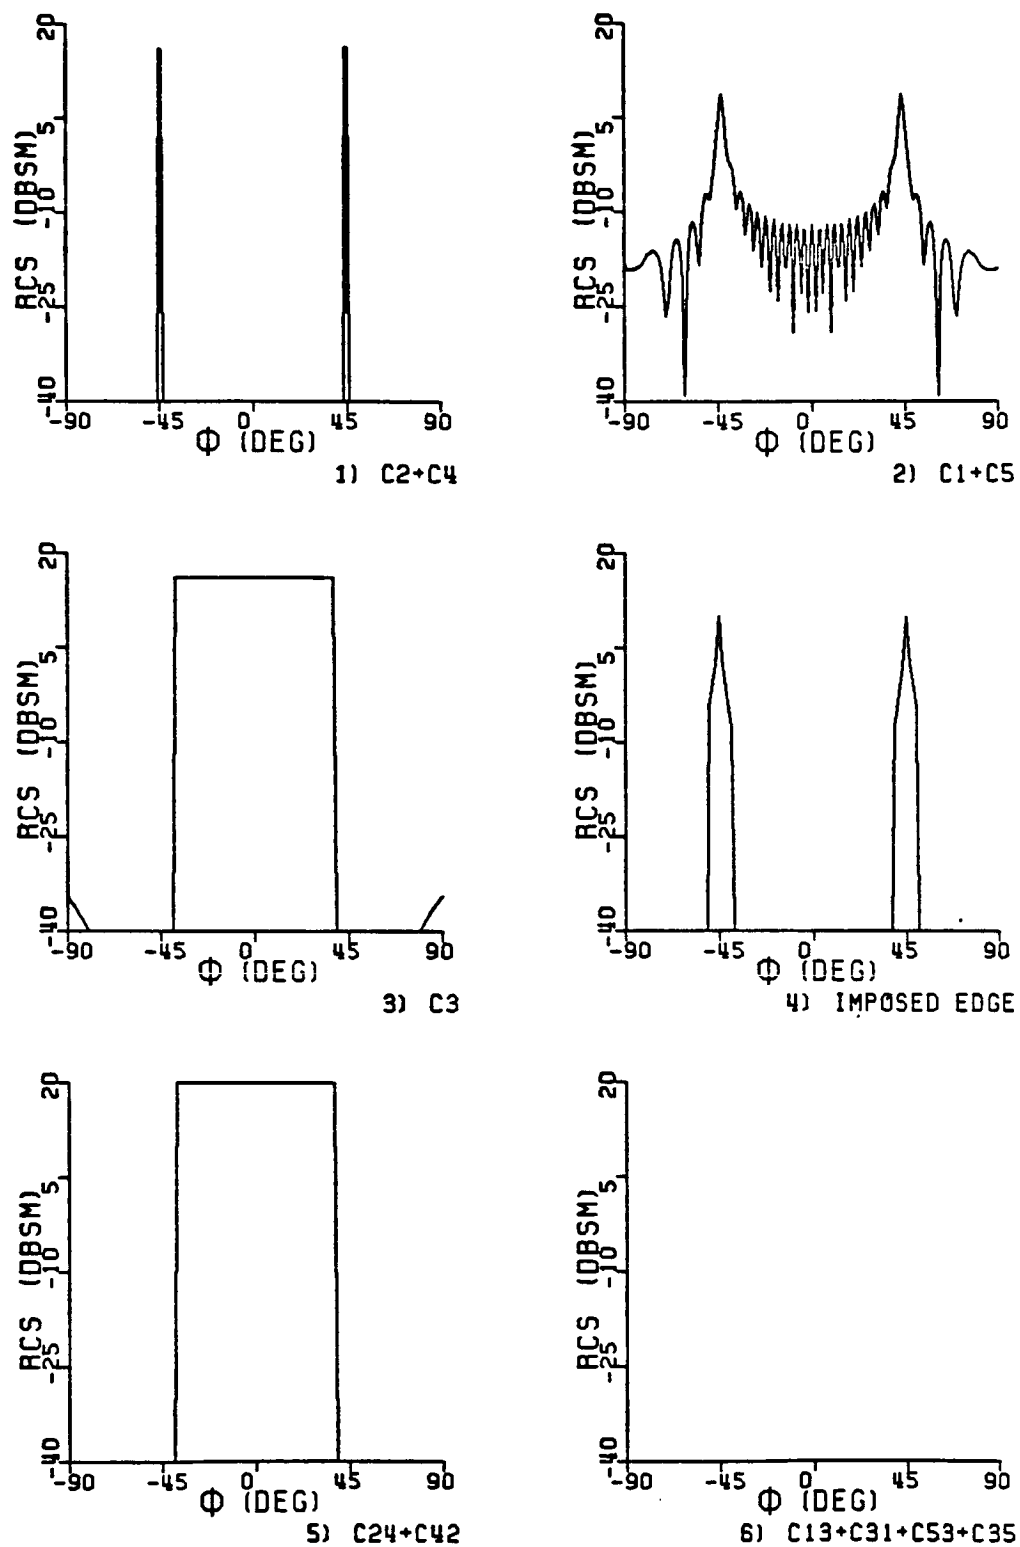 RCS (DBSM)
20
5
-10
-25
-40
-90 -45 0 45 90
Φ (DEG)
1) C2+C4
RCS (DBSM)
20
5
-10
-25
-40
-90 -45 0 45 90
Φ (DEG)
2) C1+C5
RCS (DBSM)
20
5
-10
-25
-40
-90 -45 0 45 90
Φ (DEG)
3) C3
RCS (DBSM)
20
5
-10
-25
-40
-90 -45 0 45 90
Φ (DEG)
4) IMPOSED EDGE
RCS (DBSM)
20
5
-10
-25
-40
-90 -45 0 45 90
Φ (DEG)
5) C24+C42
RCS (DBSM)
20
5
-10
-25
-40
-90 -45 0 45 90
Φ (DEG)
6) C13+C31+C53+C35